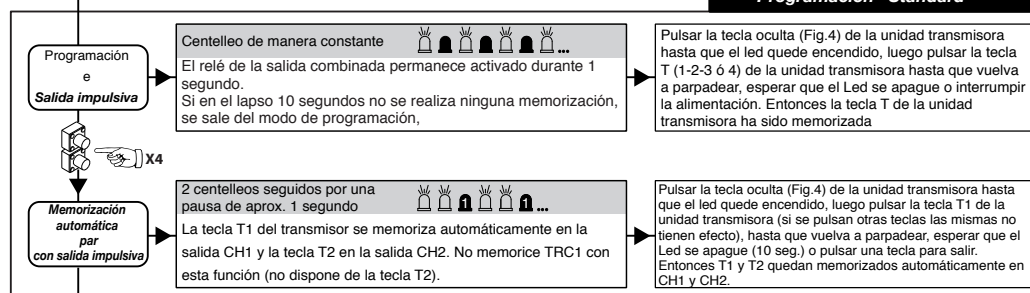 Programación "Standard"
Programación
e
Salida impulsiva
Centelleo de manera constante
...
El relé de la salida combinada permanece activado durante 1
segundo.
Si en el lapso 10 segundos no se realiza ninguna memorización,
se sale del modo de programación,
Pulsar la tecla oculta (Fig.4) de la unidad transmisora
hasta que el led quede encendido, luego pulsar la tecla
T (1-2-3 ó 4) de la unidad transmisora hasta que vuelva
a parpadear, esperar que el Led se apague o interrumpir
la alimentación. Entonces la tecla T de la unidad
transmisora ha sido memorizada
X4
Memorización
automática
par
con salida impulsiva
2 centelleos seguidos por una
pausa de aprox. 1 segundo
1 1 ...
La tecla T1 del transmisor se memoriza automáticamente en la
salida CH1 y la tecla T2 en la salida CH2. No memorice TRC1 con
esta función (no dispone de la tecla T2).
Pulsar la tecla oculta (Fig.4) de la unidad transmisora hasta
que el led quede encendido, luego pulsar la tecla T1 de la
unidad transmisora (si se pulsan otras teclas las mismas no
tienen efecto), hasta que vuelva a parpadear, esperar que el
Led se apague (10 seg.) o pulsar una tecla para salir.
Entonces T1 y T2 quedan memorizados automáticamente en
CH1 y CH2.